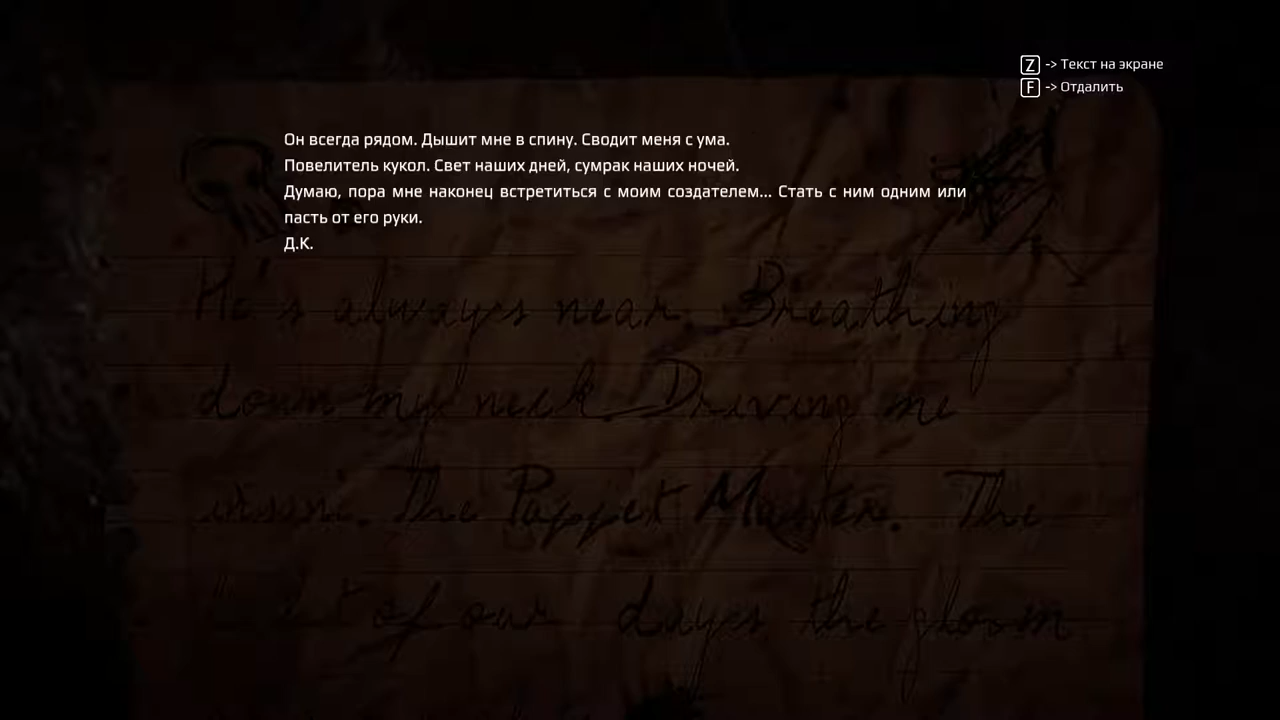 Z -> Текст на экране
F -> Отдалить
Он всегда рядом. Дышит мне в спину. Сводит меня с ума.
Повелитель кукол. Свет наших дней, сумрак наших ночей.
Думаю, пора мне наконец встретиться с моим создателем... Стать с ним одним или
пасть от его руки.
Д.К.
He's always near. Breathing
down my neck. Driving me
insane. The Puppet Master. The
of our days the gloom